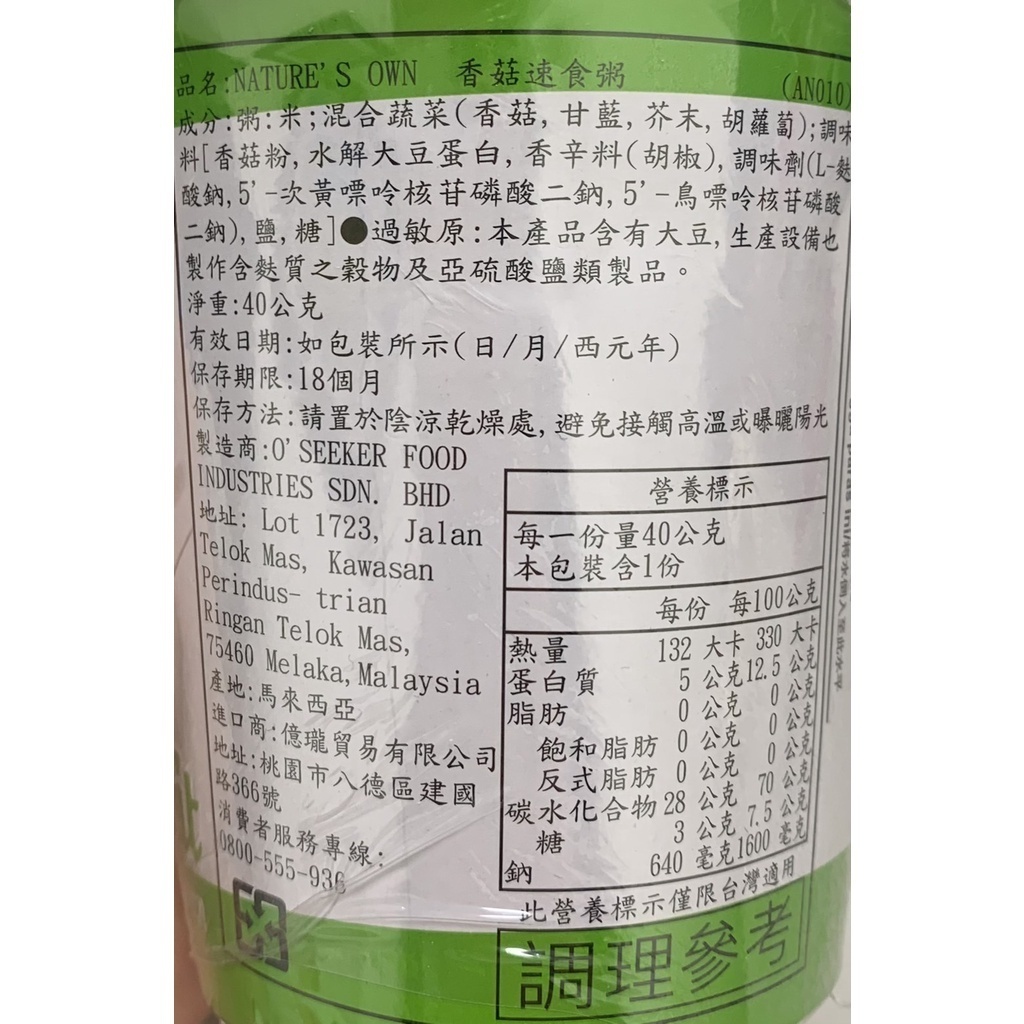 品名:NATURE'S OWN 香菇速食粥 (AN010)
成分:粥:米;混合蔬菜(香菇,甘藍,芥末,胡蘿蔔);調味
料[香菇粉,水解大豆蛋白,香辛料(胡椒),調味劑(L-麩
酸鈉,5'-次黃嘌呤核苷磷酸二鈉,5'-鳥嘌呤核苷磷酸
二鈉),鹽,糖]●過敏原:本產品含有大豆,生產設備也
製作含麩質之穀物及亞硫酸鹽類製品。
淨重:40公克
有效日期:如包裝所示(日/月/西元年)
保存期限:18個月
保存方法:請置於陰涼乾燥處,避免接觸高溫或曝曬陽光
製造商:O'SEEKER FOOD
INDUSTRIES SDN. BHD
地址: Lot 1723, Jalan
Telok Mas, Kawasan
Perindus- trian
Ringan Telok Mas,
75460 Melaka,Malaysia
產地:馬來西亞
進口商:億瓏貿易有限公司
地址:桃園市八德區建國
路366號
消費者服務專線:
0800-555-936
營養標示
每一份量40公克
本包裝含1份
每份 每100公克
熱量 132 大卡 330 大卡
蛋白質 5 公克 12.5 公克
脂肪 0 公克 0 公克
飽和脂肪 0 公克 0 公克
反式脂肪 0 公克 0 公克
碳水化合物 28 公克 70 公克
糖 3 公克 7.5 公克
鈉 640 毫克 1600 毫克
此營養標示僅限台灣適用
調理參考